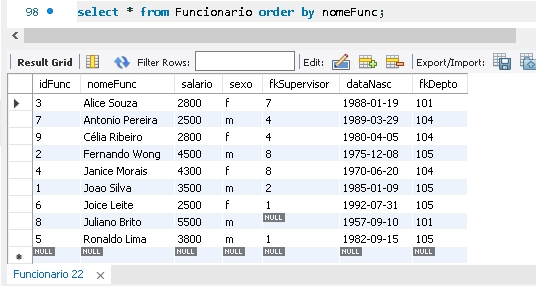 98 select * from Funcionario order by nomeFunc;
Result Grid Filter Rows: Edit: Export/Import:
idFunc nomeFunc salario sexo fkSupervisor dataNasc fkDepto
3 Alice Souza 2800 f 7 1988-01-19 101
7 Antonio Pereira 2500 m 4 1989-03-29 104
9 Célia Ribeiro 2800 f 4 1980-04-05 104
2 Fernando Wong 4500 m 8 1975-12-08 105
4 Janice Morais 4300 f 8 1970-06-20 104
1 Joao Silva 3500 m 2 1985-01-09 105
6 Joice Leite 2500 f 1 1992-07-31 105
8 Juliano Brito 5500 m NULL 1957-09-10 101
5 Ronaldo Lima 3800 m 1 1982-09-15 105
NULL NULL NULL NULL NULL NULL NULL
Funcionario 22